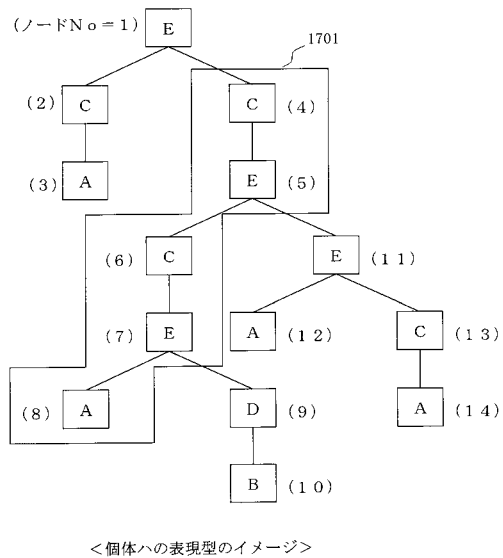 (ノードNo=1) E
1701
(2) C
C (4)
(3) A
E (5)
(6) C
E (11)
(7) E
A (12)
C (13)
(8) A
D (9)
A (14)
B (10)
<個体ハの表現型のイメージ>